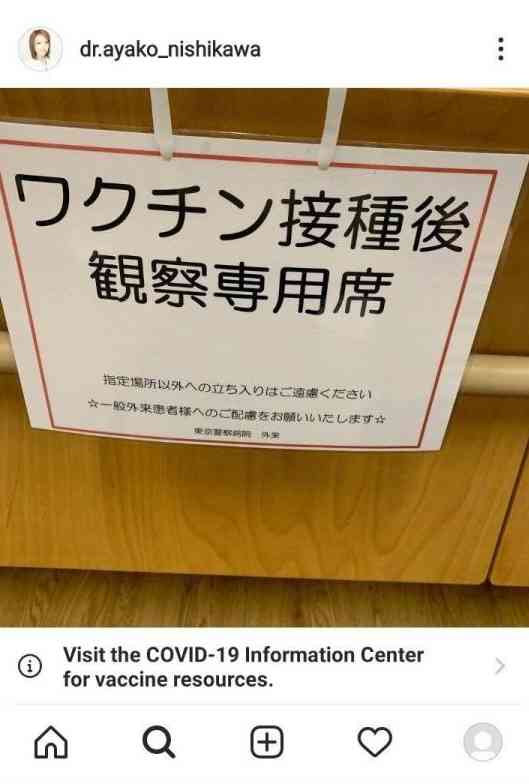 dr.ayako_nishikawa
ワクチン接種後
観察専用席
指定場所以外への立ち入りはご遠慮ください
☆一般外来患者様へのご配慮をお願いいたします☆
東京警察病院 外来
Visit the COVID-19 Information Center
for vaccine resources.